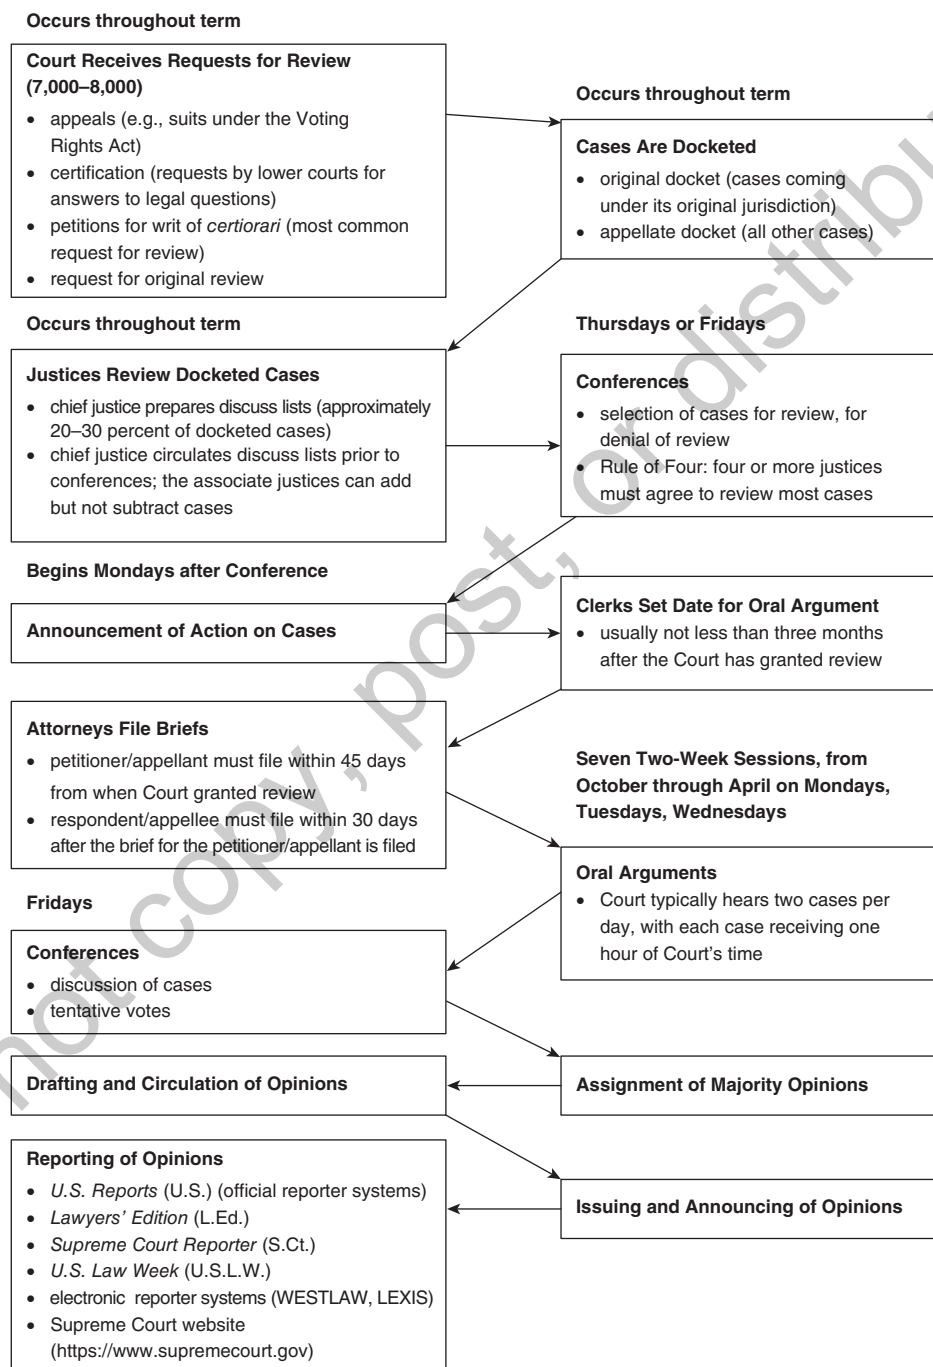 Occurs throughout term
Court Receives Requests for Review
(7,000–8,000)
• appeals (e.g., suits under the Voting
Rights Act)
• certification (requests by lower courts for
answers to legal questions)
• petitions for writ of certiorari (most common
request for review)
• request for original review
Occurs throughout term
Cases Are Docketed
• original docket (cases coming
under its original jurisdiction)
• appellate docket (all other cases)
Occurs throughout term
Justices Review Docketed Cases
• chief justice prepares discuss lists (approximately
20–30 percent of docketed cases)
• chief justice circulates discuss lists prior to
conferences; the associate justices can add
but not subtract cases
Thursdays or Fridays
Conferences
• selection of cases for review, for
denial of review
• Rule of Four: four or more justices
must agree to review most cases
Begins Mondays after Conference
Announcement of Action on Cases
Clerks Set Date for Oral Argument
• usually not less than three months
after the Court has granted review
Attorneys File Briefs
• petitioner/appellant must file within 45 days
from when Court granted review
• respondent/appellee must file within 30 days
after the brief for the petitioner/appellant is filed
Seven Two-Week Sessions, from
October through April on Mondays,
Tuesdays, Wednesdays
Oral Arguments
• Court typically hears two cases per
day, with each case receiving one
hour of Court's time
Fridays
Conferences
• discussion of cases
• tentative votes
Assignment of Majority Opinions
Drafting and Circulation of Opinions
Issuing and Announcing of Opinions
Reporting of Opinions
• U.S. Reports (U.S.) (official reporter systems)
• Lawyers' Edition (L.Ed.)
• Supreme Court Reporter (S.Ct.)
• U.S. Law Week (U.S.L.W.)
• electronic reporter systems (WESTLAW, LEXIS)
• Supreme Court website
(https://www.supremecourt.gov)
not copy, post, or distribu